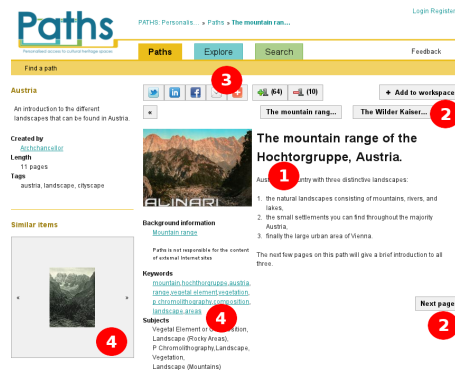 Login Register
Paths
Personalised access to cultural heritage spaces
PATHS: Personalis... » Paths » The mountain ran...
Paths
Explore
Search
Feedback
Find a path
Austria
An introduction to the different
landscapes that can be found in Austria.
Created by
Archchancellor
Length
11 pages
Tags
austria, landscape, cityscape
Similar items
«
»
4
3
(64)
(10)
+ Add to workspace
«
The mountain rang...
The Wilder Kaiser...
2
ALINARI
Background information
Mountain range
Paths is not responsible for the content
of external Internet sites
Keywords
mountain,hochtorgruppe,austria,
range,vegetal element,vegetation,
p chromolithography,composition,
landscape,areas
4
Subjects
Vegetal Element or
Landscape (Rocky Areas),
P Chromolithography,Landscape,
Vegetation,
Landscape (Mountains)
The mountain range of the
Hochtorgruppe, Austria.
1
with three distinctive landscapes:
1. the natural landscapes consisting of mountains, rivers, and
lakes,
2. the small settlements you can find throughout the majority
Austria,
3. finally the large urban area of Vienna.
The next few pages on this path will give a brief introduction to all
three.
Next page
2